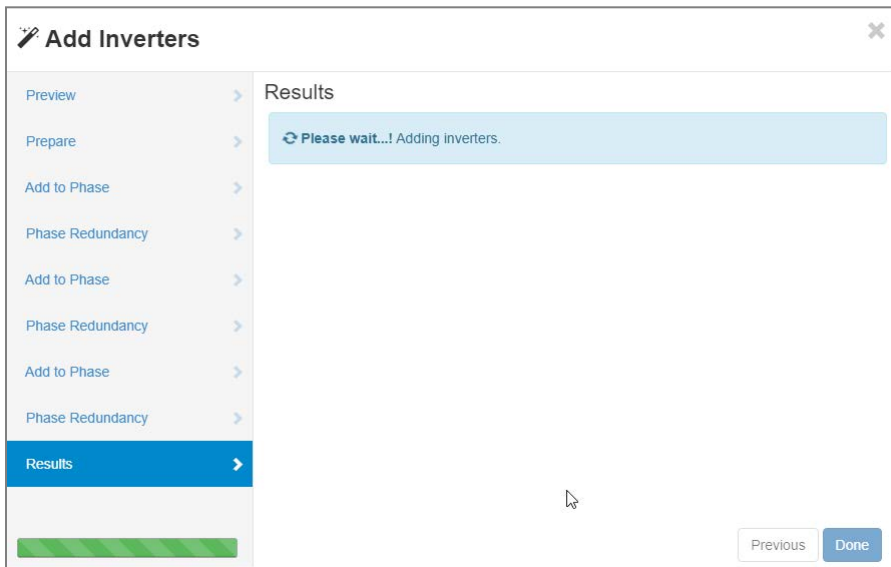 Add Inverters
Preview
Prepare
Add to Phase
Phase Redundancy
Add to Phase
Phase Redundancy
Add to Phase
Phase Redundancy
Results
Results
Please wait...! Adding inverters.
Previous
Done